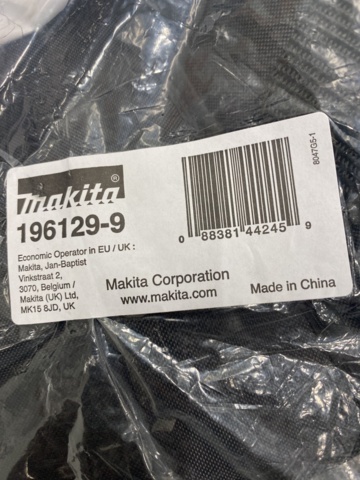 makita®
196129-9
Economic Operator in EU / UK :
Makita, Jan-Baptist
Vinkstraat 2,
3070, Belgium /
Makita (UK) Ltd,
MK15 8JD, UK
0 88381 44245 9
8047G5-1
Makita Corporation
www.makita.com
Made in China